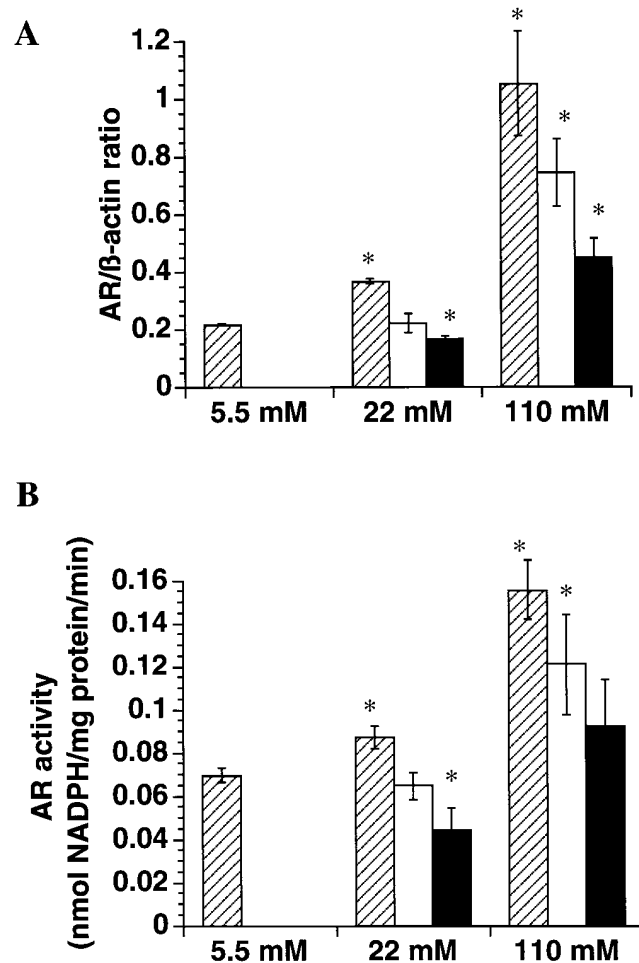 A
AR/ß-actin ratio
1.2
1
0.8
0.6
0.4
0.2
0
*
*
*
*
*
5.5 mM
22 mM
110 mM
B
AR activity
(nmol NADPH/mg protein/min)
0.16
0.14
0.12
0.1
0.08
0.06
0.04
0.02
0
*
*
*
*
5.5 mM
22 mM
110 mM